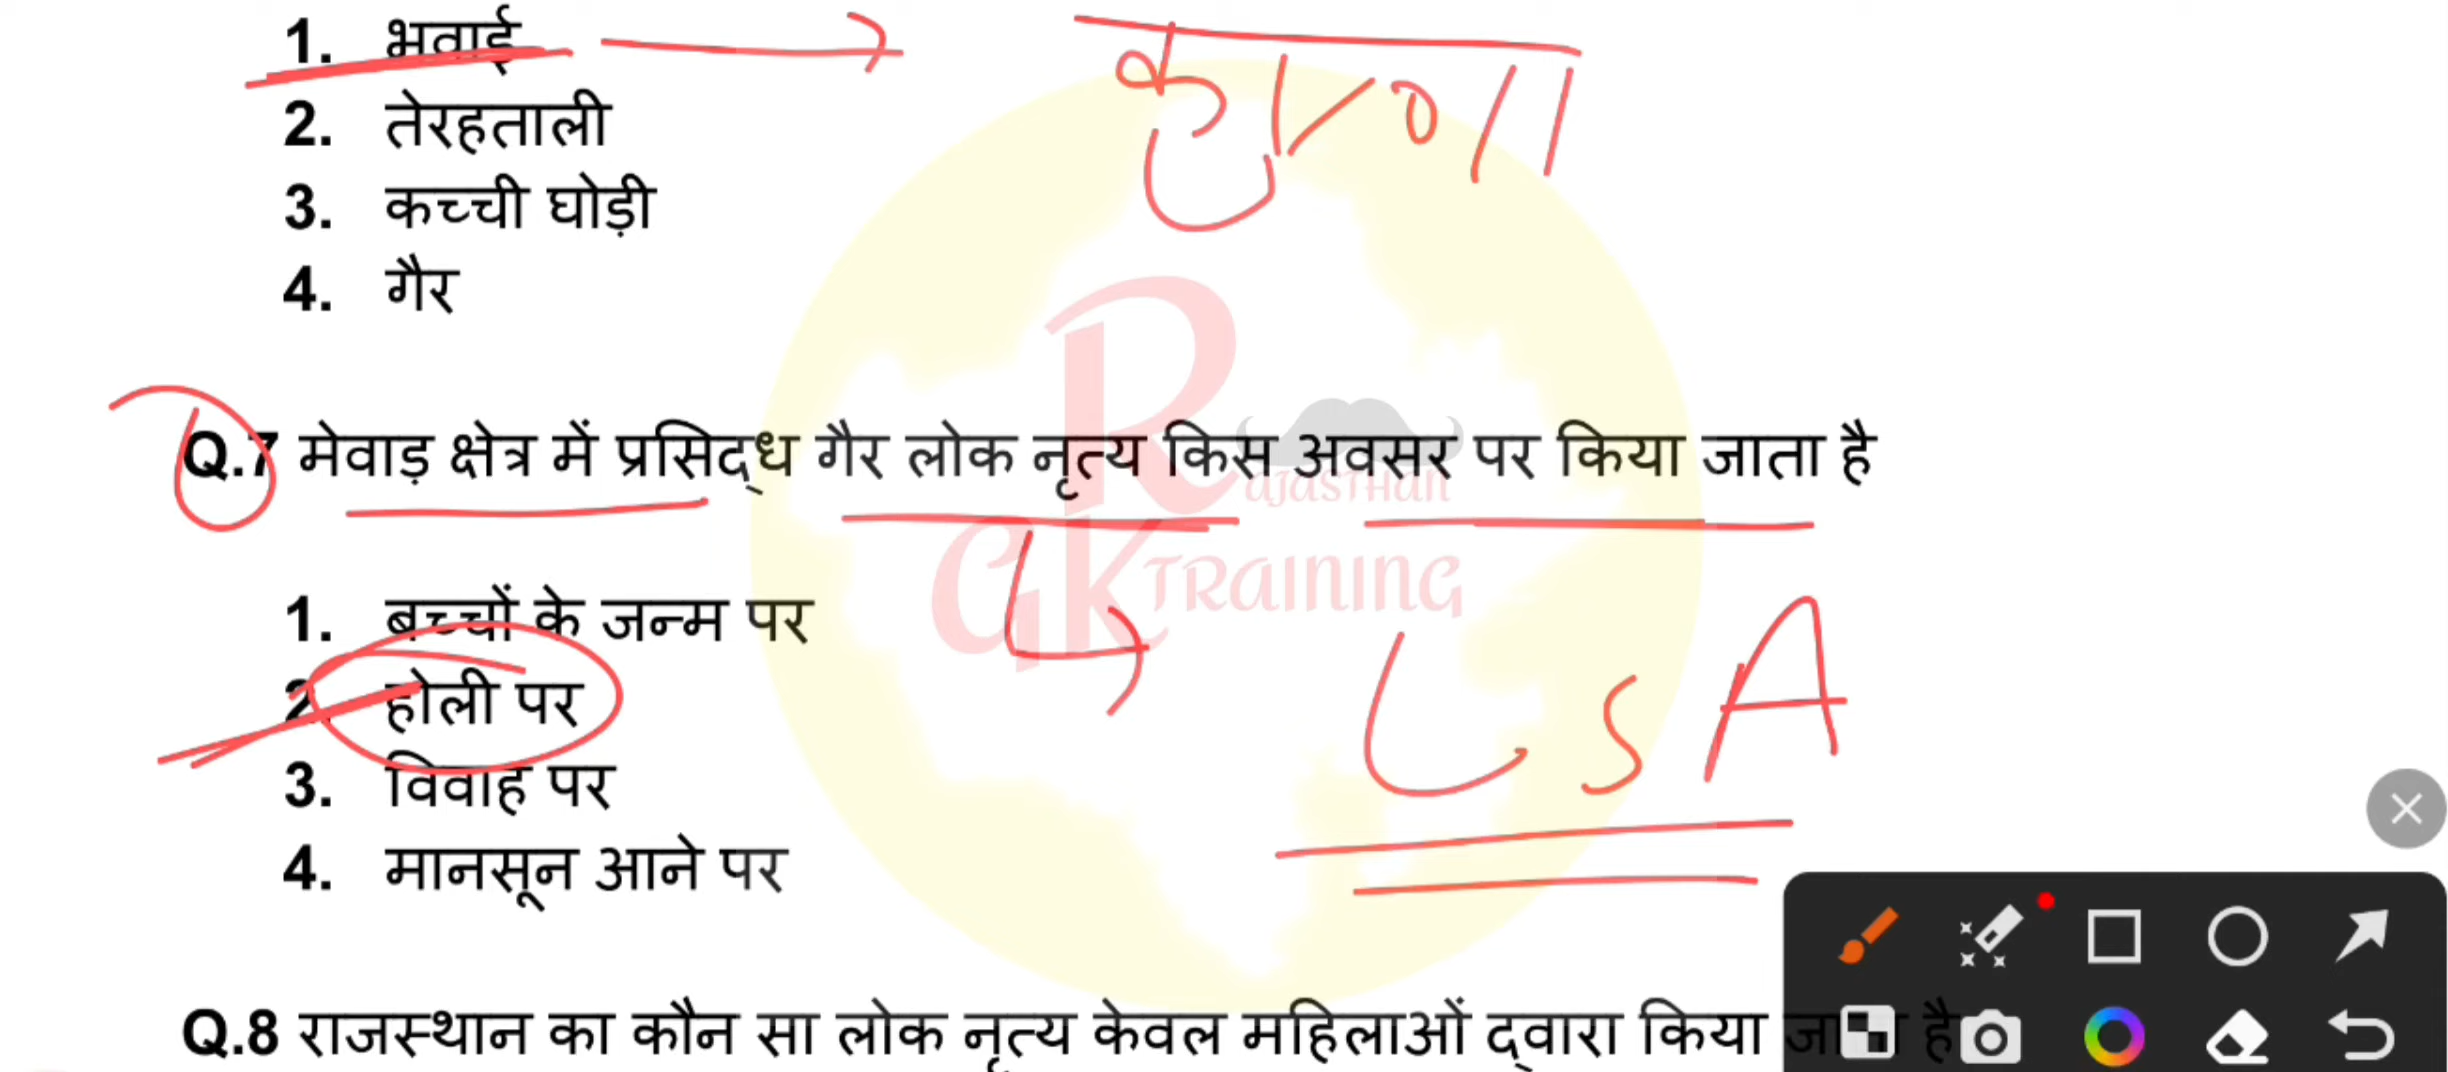 1. भवाई
2. तेरहताली
3. कच्ची घोड़ी
4. गैर
Q.7 मेवाड़ क्षेत्र में प्रसिद्ध गैर लोक नृत्य किस अवसर पर किया जाता है
RAJASTHAN
GK TRAINING
1. बच्चों के जन्म पर
2. होली पर
3. विवाह पर
4. मानसून आने पर
LSA
Q.8 राजस्थान का कौन सा लोक नृत्य केवल महिलाओं द्वारा किया जाता है